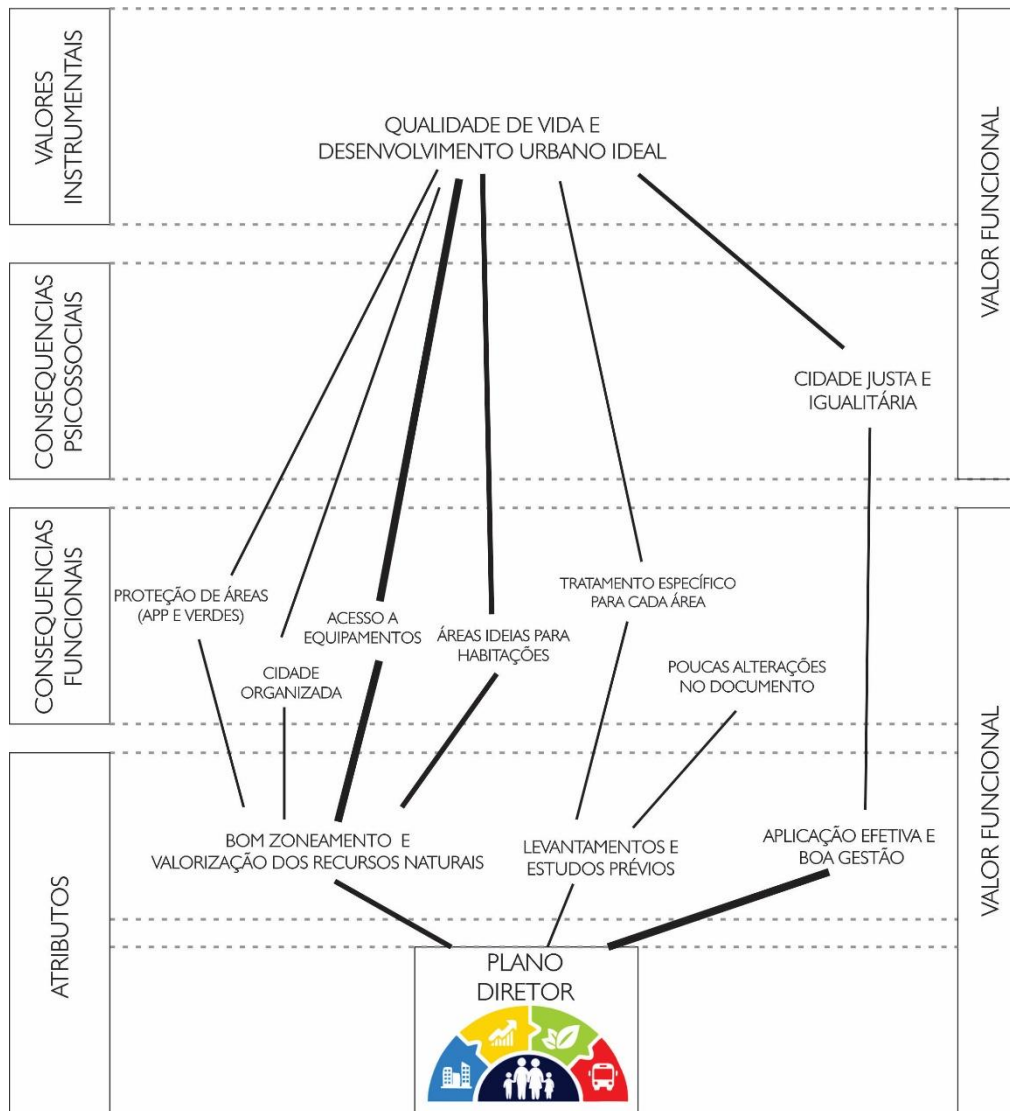 VALORES
INSTRUMENTAIS
QUALIDADE DE VIDA E
DESENVOLVIMENTO URBANO IDEAL
VALOR FUNCIONAL
CONSEQUENCIAS
PSICOSSOCIAIS
CIDADE JUSTA E
IGUALITÁRIA
CONSEQUENCIAS
FUNCIONAIS
PROTEÇÃO DE ÁREAS
(APP E VERDES)
CIDADE
ORGANIZADA
ACESSO A
EQUIPAMENTOS
ÁREAS IDEIAS PARA
HABITAÇÕES
TRATAMENTO ESPECÍFICO
PARA CADA ÁREA
POUCAS ALTERAÇÕES
NO DOCUMENTO
VALOR FUNCIONAL
ATRIBUTOS
BOM ZONEAMENTO E
VALORIZAÇÃO DOS RECURSOS NATURAIS
LEVANTAMENTOS E
ESTUDOS PRÉVIOS
APLICAÇÃO EFETIVA E
BOA GESTÃO
PLANO
DIRETOR